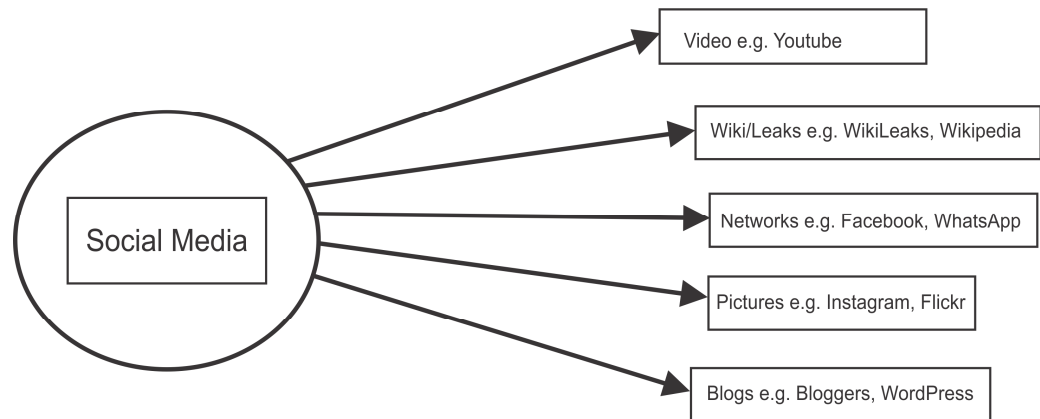 Video e.g. Youtube
Wiki/Leaks e.g. WikiLeaks, Wikipedia
Networks e.g. Facebook, WhatsApp
Social Media
Pictures e.g. Instagram, Flickr
Blogs e.g. Bloggers, WordPress